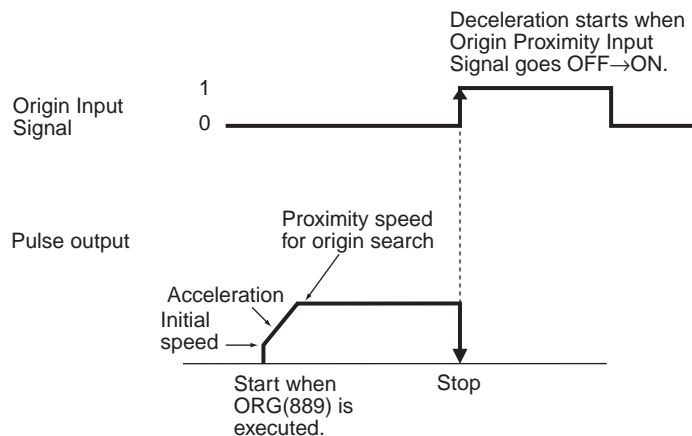 Deceleration starts when
Origin Proximity Input
Signal goes OFF→ON.
Origin Input
Signal
1
0
Pulse output
Proximity speed
for origin search
Acceleration
Initial
speed
Start when
ORG(889) is
executed.
Stop